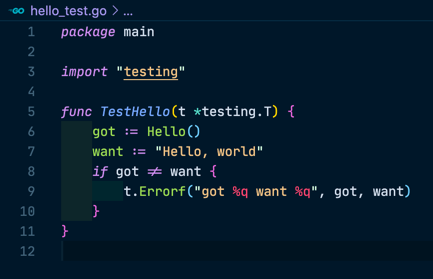 hello_test.go > ...
1 package main
2
3 import "testing"
4
5 func TestHello(t *testing.T) {
6 got := Hello()
7 want := "Hello, world"
8 if got != want {
9 t.Errorf("got %q want %q", got, want)
10 }
11 }
12